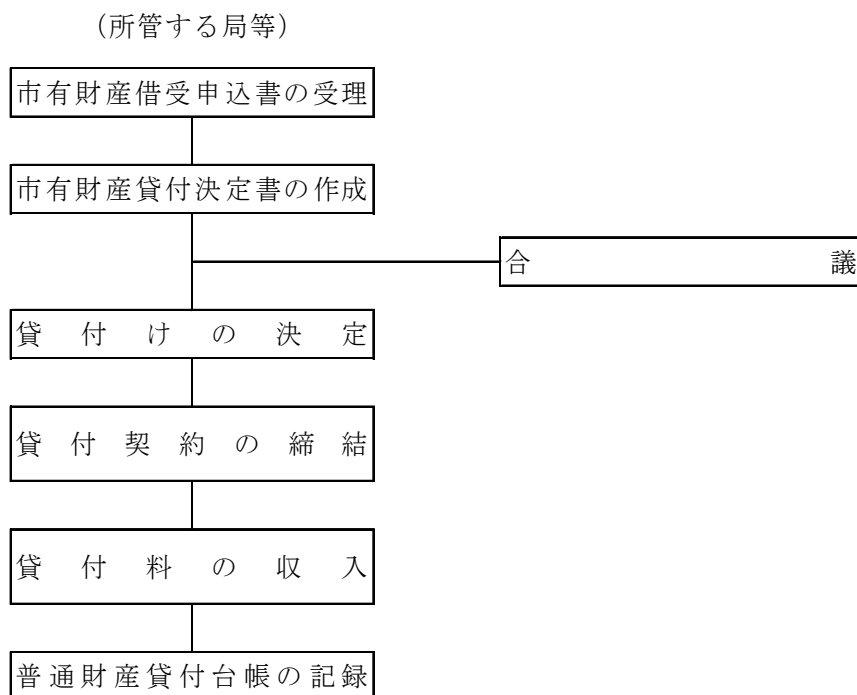 （所管する局等）
市有財産借受申込書の受理
市有財産貸付決定書の作成
合議
貸付けの決定
貸付契約の締結
貸付料の収入
普通財産貸付台帳の記録